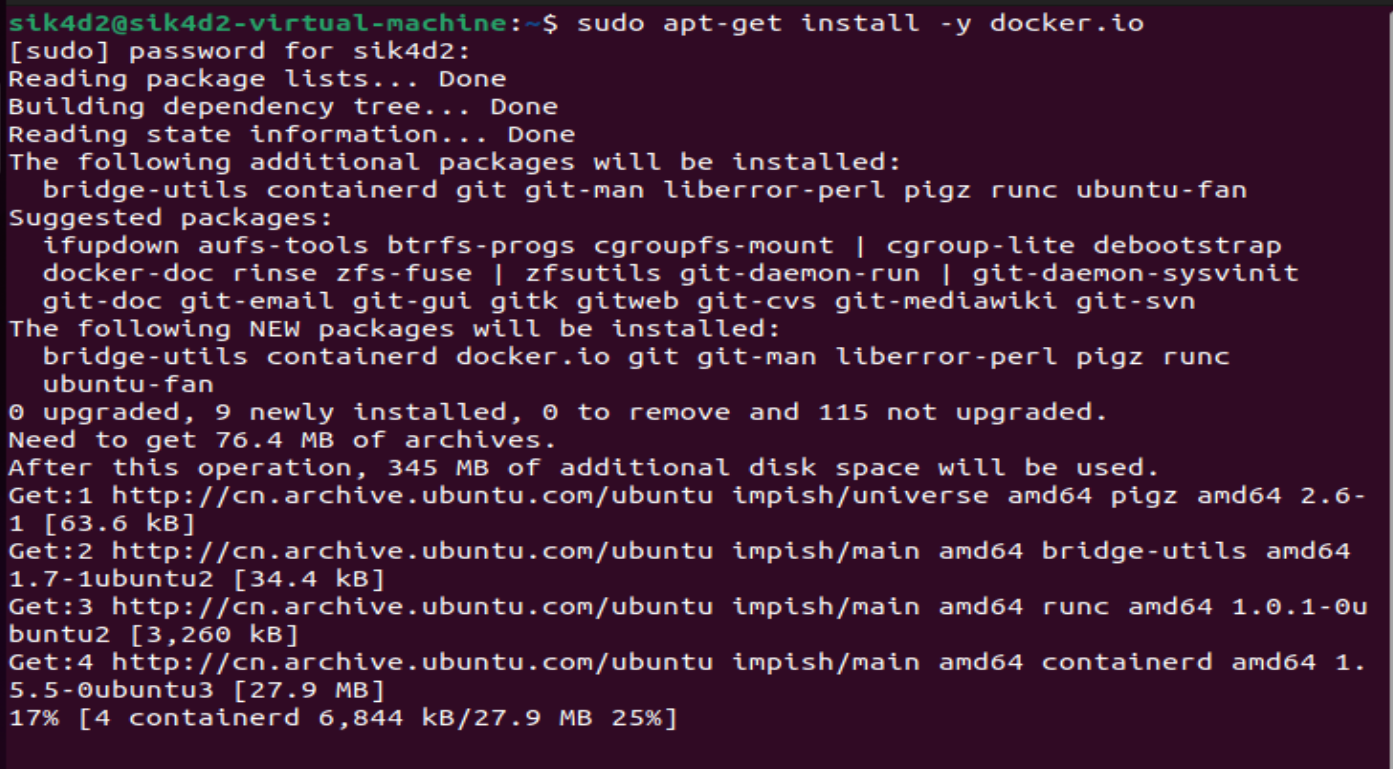 sik4d2@sik4d2-virtual-machine:~$ sudo apt-get install -y docker.io
[sudo] password for sik4d2:
Reading package lists... Done
Building dependency tree... Done
Reading state information... Done
The following additional packages will be installed:
  bridge-utils containerd git git-man liberror-perl pigz runc ubuntu-fan
Suggested packages:
  ifupdown aufs-tools btrfs-progs cgroupfs-mount | cgroup-lite debootstrap
  docker-doc rinse zfs-fuse | zfsutils git-daemon-run | git-daemon-sysvinit
  git-doc git-email git-gui gitk gitweb git-cvs git-mediawiki git-svn
The following NEW packages will be installed:
  bridge-utils containerd docker.io git git-man liberror-perl pigz runc
  ubuntu-fan
0 upgraded, 9 newly installed, 0 to remove and 115 not upgraded.
Need to get 76.4 MB of archives.
After this operation, 345 MB of additional disk space will be used.
Get:1 http://cn.archive.ubuntu.com/ubuntu impish/universe amd64 pigz amd64 2.6-
1 [63.6 kB]
Get:2 http://cn.archive.ubuntu.com/ubuntu impish/main amd64 bridge-utils amd64
1.7-1ubuntu2 [34.4 kB]
Get:3 http://cn.archive.ubuntu.com/ubuntu impish/main amd64 runc amd64 1.0.1-0u
buntu2 [3,260 kB]
Get:4 http://cn.archive.ubuntu.com/ubuntu impish/main amd64 containerd amd64 1.
5.5-0ubuntu3 [27.9 MB]
17% [4 containerd 6,844 kB/27.9 MB 25%]